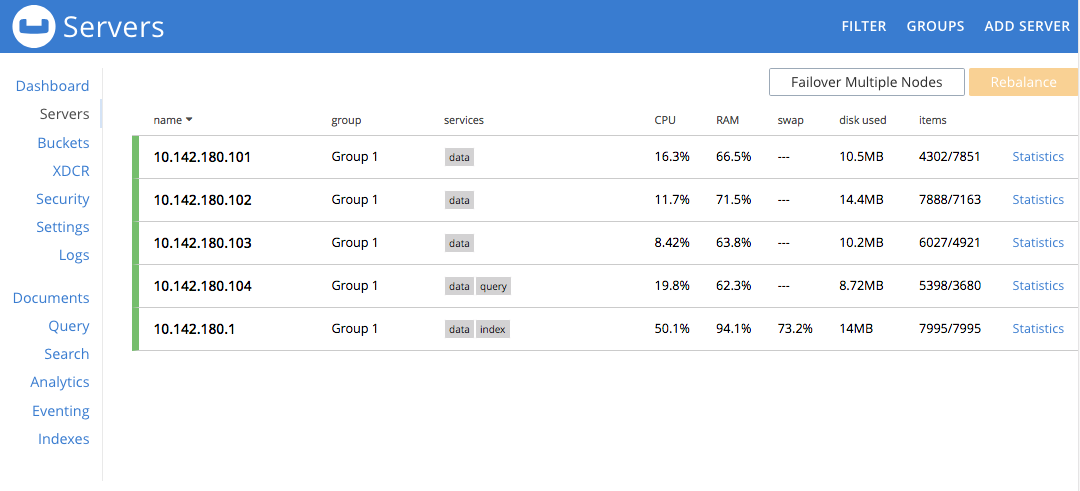 Servers FILTER GROUPS ADD SERVER
Failover Multiple Nodes Rebalance
Dashboard
Servers
Buckets
XDCR
Security
Settings
Logs
Documents
Query
Search
Analytics
Eventing
Indexes
name group services CPU RAM swap disk used items
10.142.180.101 Group 1 data 16.3% 66.5% --- 10.5MB 4302/7851 Statistics
10.142.180.102 Group 1 data 11.7% 71.5% --- 14.4MB 7888/7163 Statistics
10.142.180.103 Group 1 data 8.42% 63.8% --- 10.2MB 6027/4921 Statistics
10.142.180.104 Group 1 data query 19.8% 62.3% --- 8.72MB 5398/3680 Statistics
10.142.180.1 Group 1 data index 50.1% 94.1% 73.2% 14MB 7995/7995 Statistics